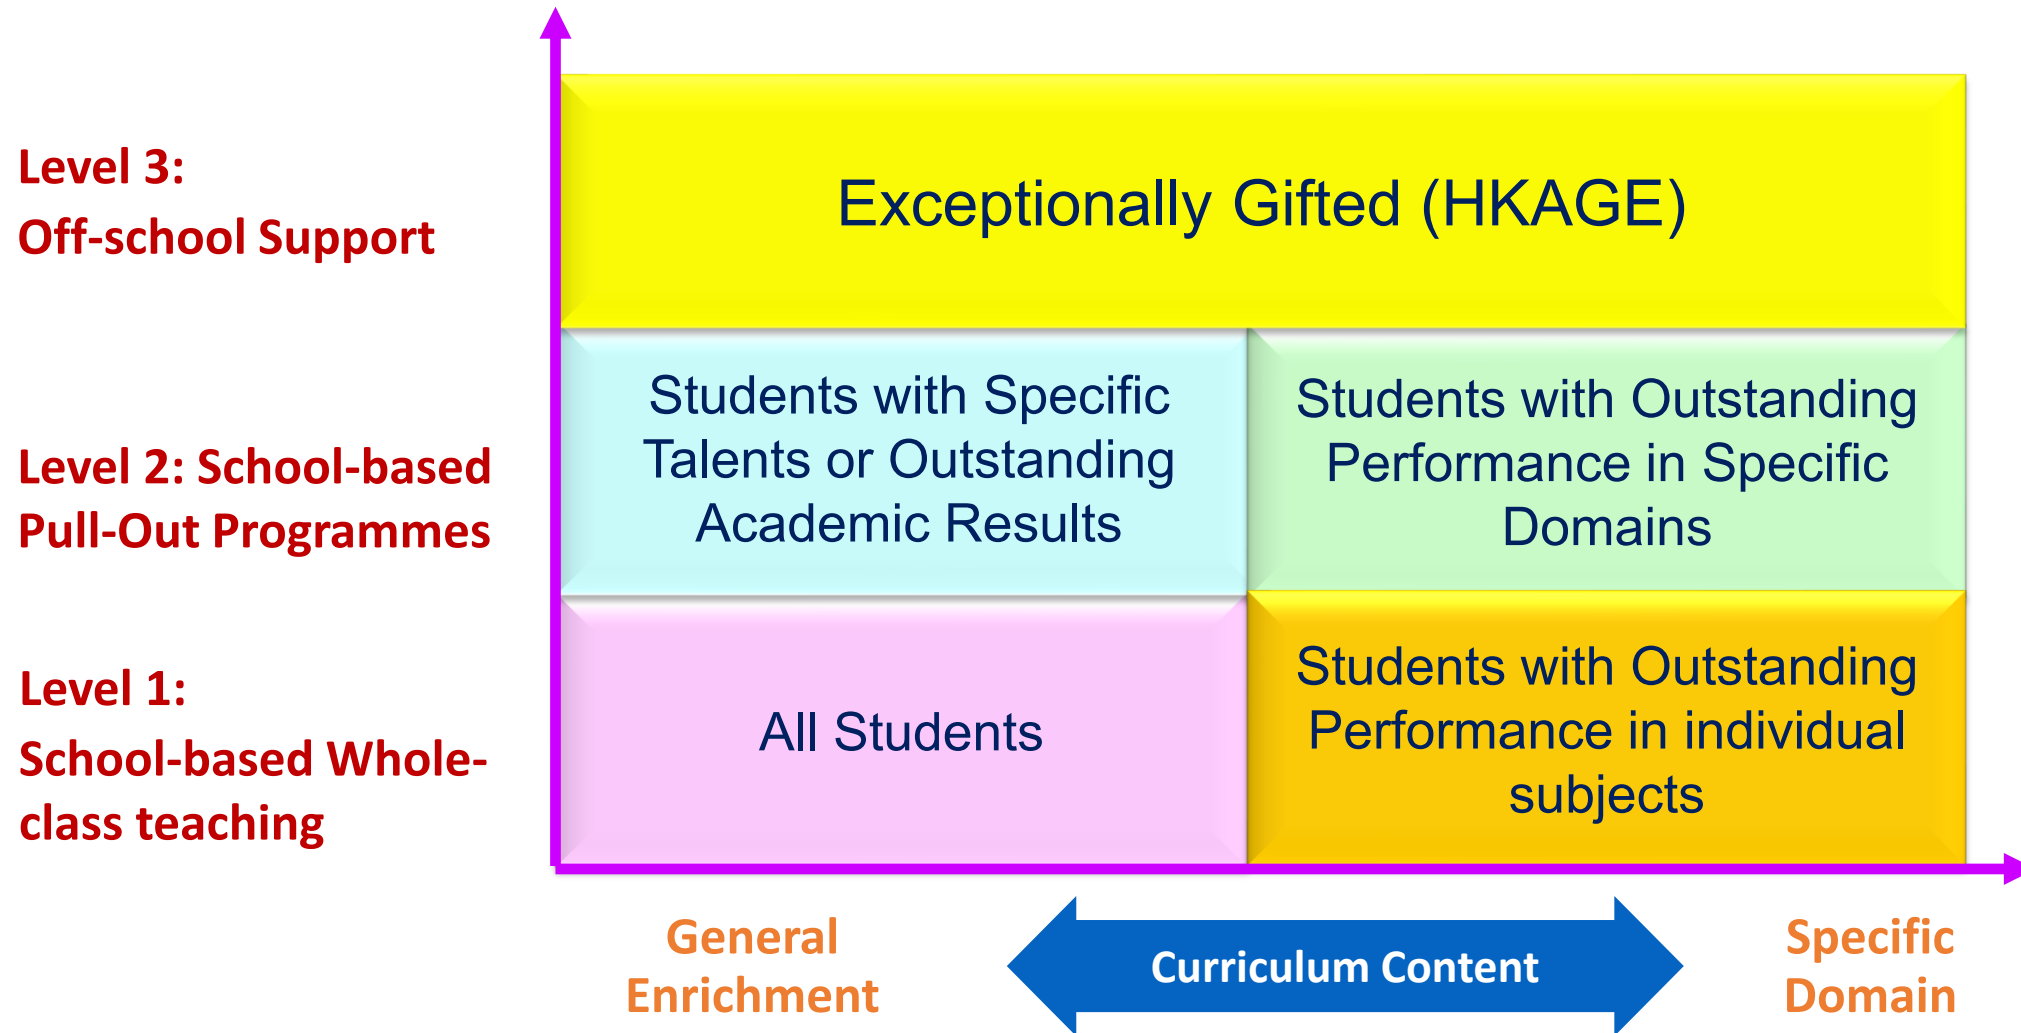 Level 3:
Off-school Support
Exceptionally Gifted (HKAGE)
Level 2: School-based
Pull-Out Programmes
Students with Specific
Talents or Outstanding
Academic Results
Students with Outstanding
Performance in Specific
Domains
Level 1:
School-based Whole-
class teaching
All Students
Students with Outstanding
Performance in individual
subjects
General
Enrichment
Curriculum Content
Specific
Domain